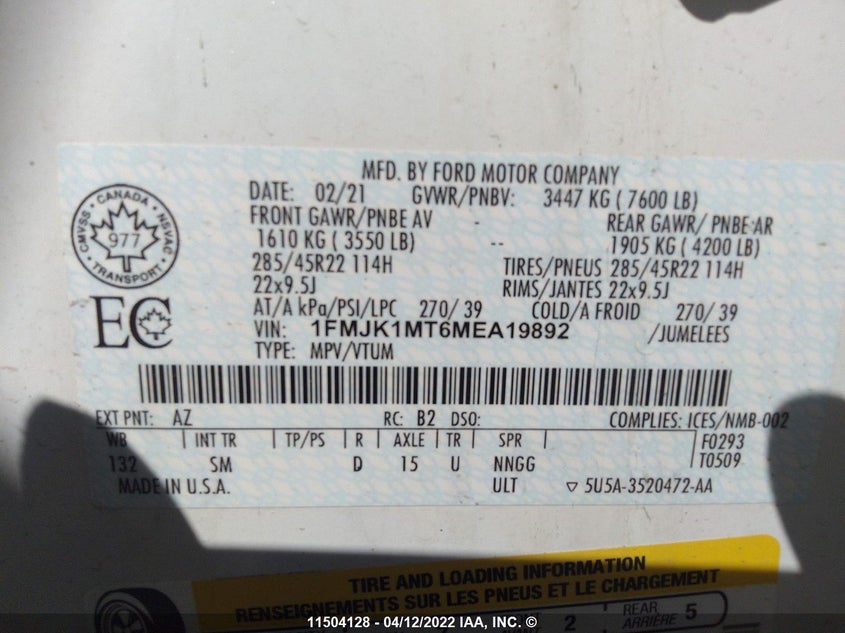 MFD. BY FORD MOTOR COMPANY
DATE: 02/21 GVWR/PNBV: 3447 KG ( 7600 LB)
FRONT GAWR/PNBE AV - REAR GAWR/ PNBE AR
1610 KG ( 3550 LB) -- 1905 KG ( 4200 LB)
285/45R22 114H TIRES/PNEUS 285/45R22 114H
22x9.5J RIMS/JANTES 22x9.5J
AT/A kPa/PSI/LPC 270/ 39 COLD/A FROID 270/ 39
VIN: 1FMJK1MT6MEA19892 /JUMELEES
TYPE: MPV/VTUM
CMVSS · CANADA · NSVAC · TRANSPORT ·
977
EC
EXT PNT: AZ RC: B2 DSO: COMPLIES: ICES/NMB-002
WB | INT TR | TP/PS | R | AXLE | TR | SPR | F0293
132 SM D 15 U NNGG T0509
MADE IN U.S.A. ULT ▽ 5U5A-3520472-AA
TIRE AND LOADING INFORMATION
RENSEIGNEMENTS SUR LES PNEUS ET LE CHARGEMENT
2 REAR 5
ARRIÈRE
11504128 - 04/12/2022 IAA, INC. ©